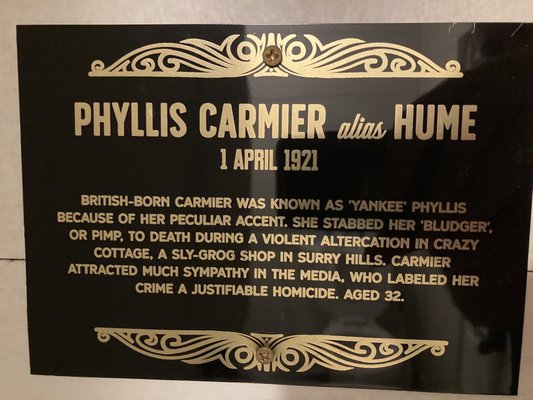 PHYLLIS CARMIER alias HUME
1 APRIL 1921
BRITISH-BORN CARMIER WAS KNOWN AS 'YANKEE' PHYLLIS
BECAUSE OF HER PECULIAR ACCENT. SHE STABBED HER 'BLUDGER',
OR PIMP, TO DEATH DURING A VIOLENT ALTERCATION IN CRAZY
COTTAGE, A SLY-GROG SHOP IN SURRY HILLS. CARMIER
ATTRACTED MUCH SYMPATHY IN THE MEDIA, WHO LABELED HER
CRIME A JUSTIFIABLE HOMICIDE. AGED 32.